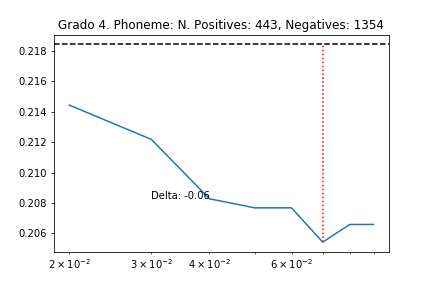 Grado 4. Phoneme: N. Positives: 443, Negatives: 1354
0.218
0.216
0.214
0.212
0.210
0.208
0.206
Delta: -0.06
2 × 10⁻² 3 × 10⁻² 4 × 10⁻² 6 × 10⁻²